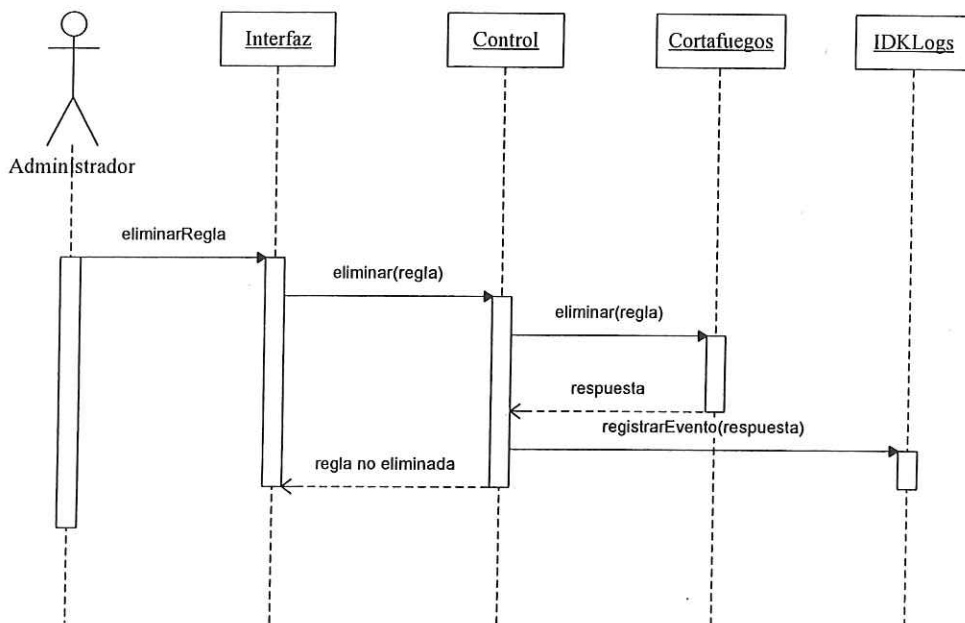 Interfaz
Control
Cortafuegos
IDKLogs
Administrador
eliminarRegla
eliminar(regla)
eliminar(regla)
respuesta
registrarEvento(respuesta)
regla no eliminada